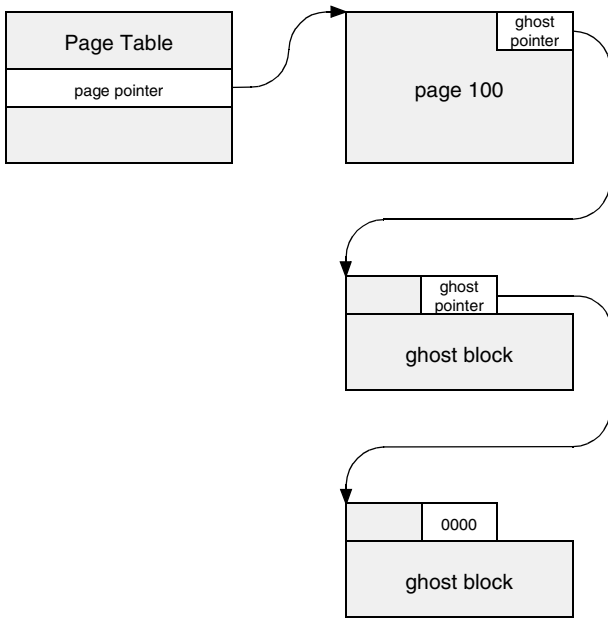 Page Table
page pointer
ghost
pointer
page 100
ghost
pointer
ghost block
0000
ghost block